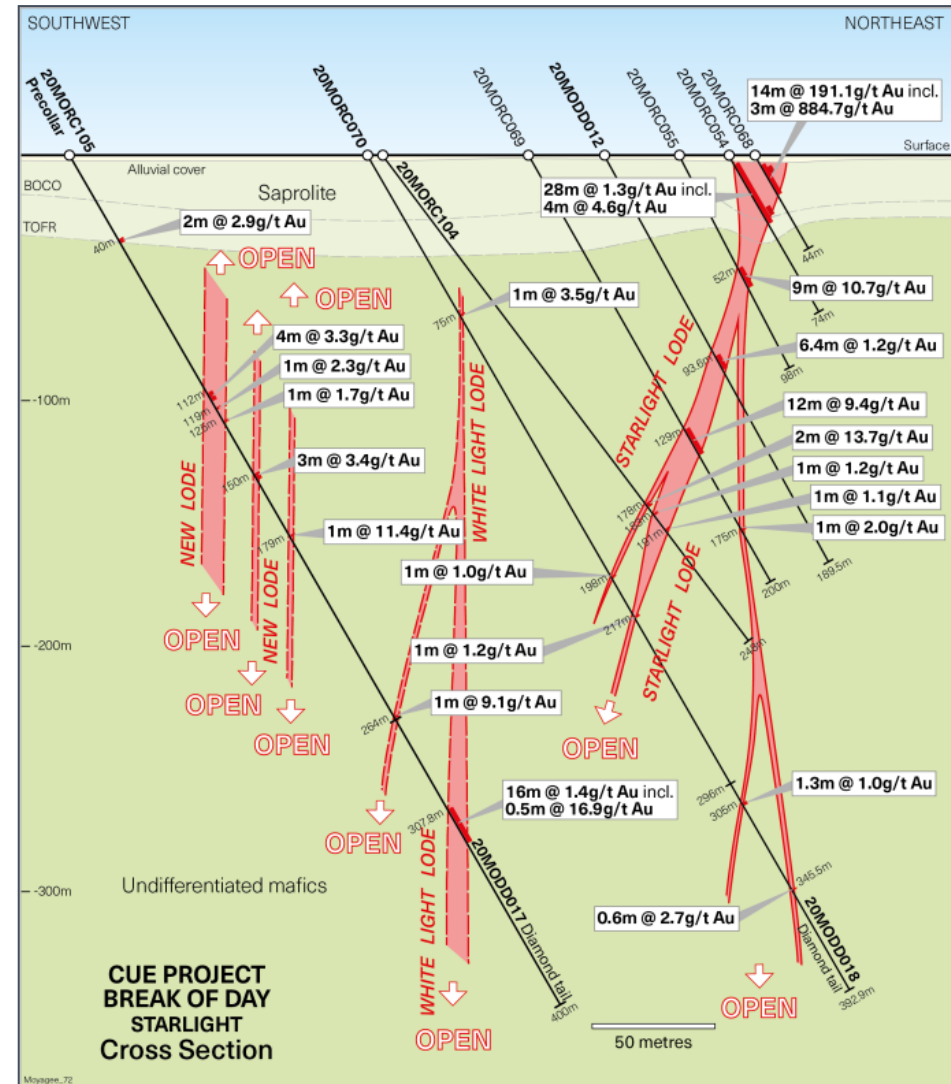 SOUTHWEST
NORTHEAST
20MORC105
Precollar
20MORC070
20MORC104
20MORC069
20MODD012
20MORC055
20MORC054
20MORC068
14m @ 191.1g/t Au incl.
3m @ 884.7g/t Au
Surface
Alluvial cover
BOCO
Saprolite
TOFR
28m @ 1.3g/t Au incl.
4m @ 4.6g/t Au
2m @ 2.9g/t Au
40m
44m
OPEN
OPEN
52m
9m @ 10.7g/t Au
1m @ 3.5g/t Au
75m
74m
4m @ 3.3g/t Au
6.4m @ 1.2g/t Au
93.6m
98m
1m @ 2.3g/t Au
1m @ 1.7g/t Au
112m
119m
125m
-100m
WHITE LIGHT LODE
STARLIGHT LODE
12m @ 9.4g/t Au
129m
2m @ 13.7g/t Au
3m @ 3.4g/t Au
150m
1m @ 1.2g/t Au
1m @ 1.1g/t Au
178m
191m
NEW LODE
1m @ 11.4g/t Au
179m
175m
1m @ 2.0g/t Au
1m @ 1.0g/t Au
198m
200m
189.5m
NEW LODE
STARLIGHT LODE
217m
-200m
OPEN
1m @ 1.2g/t Au
OPEN
1m @ 9.1g/t Au
264m
OPEN
OPEN
296m
1.3m @ 1.0g/t Au
305m
16m @ 1.4g/t Au incl.
0.5m @ 16.9g/t Au
307.8m
OPEN
Undifferentiated mafics
-300m
WHITE LIGHT LODE
20MODD017 Diamond tail
345.5m
0.6m @ 2.7g/t Au
20MODD018
Diamond tail
392.9m
400m
OPEN
OPEN
CUE PROJECT
BREAK OF DAY
STARLIGHT
Cross Section
50 metres
Moyagee_72